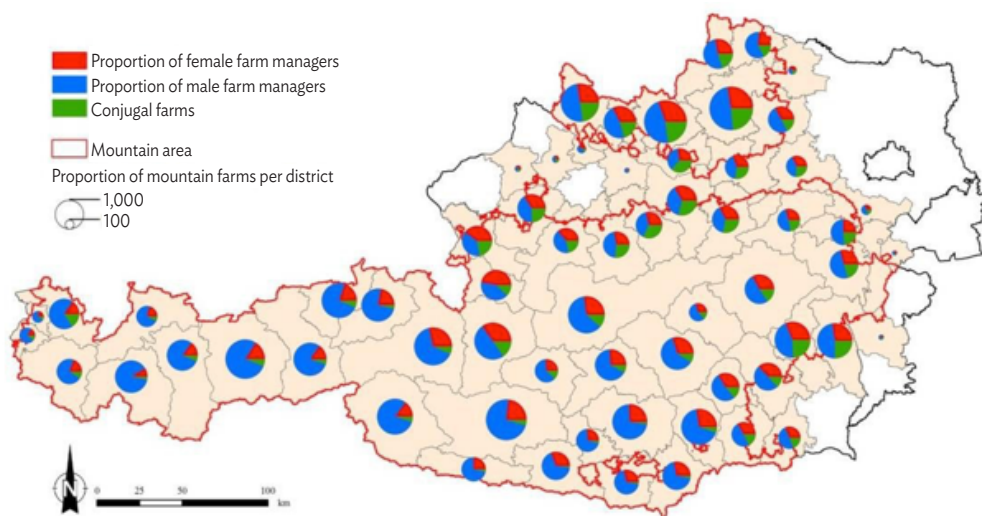 Proportion of female farm managers
Proportion of male farm managers
Conjugal farms
Mountain area
Proportion of mountain farms per district
1,000
100
N
0 25 50 100
km